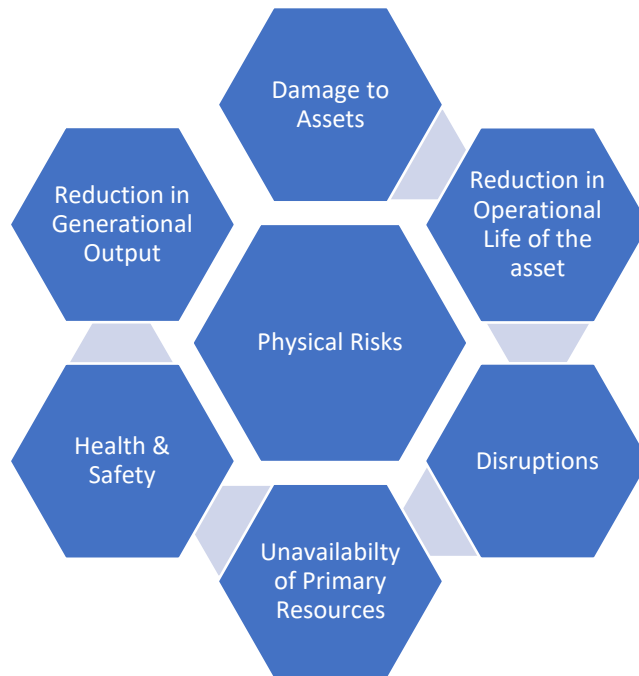 Damage to
Assets
Reduction in
Operational
Life of the
asset
Disruptions
Unavailabilty
of Primary
Resources
Health &
Safety
Reduction in
Generational
Output
Physical Risks